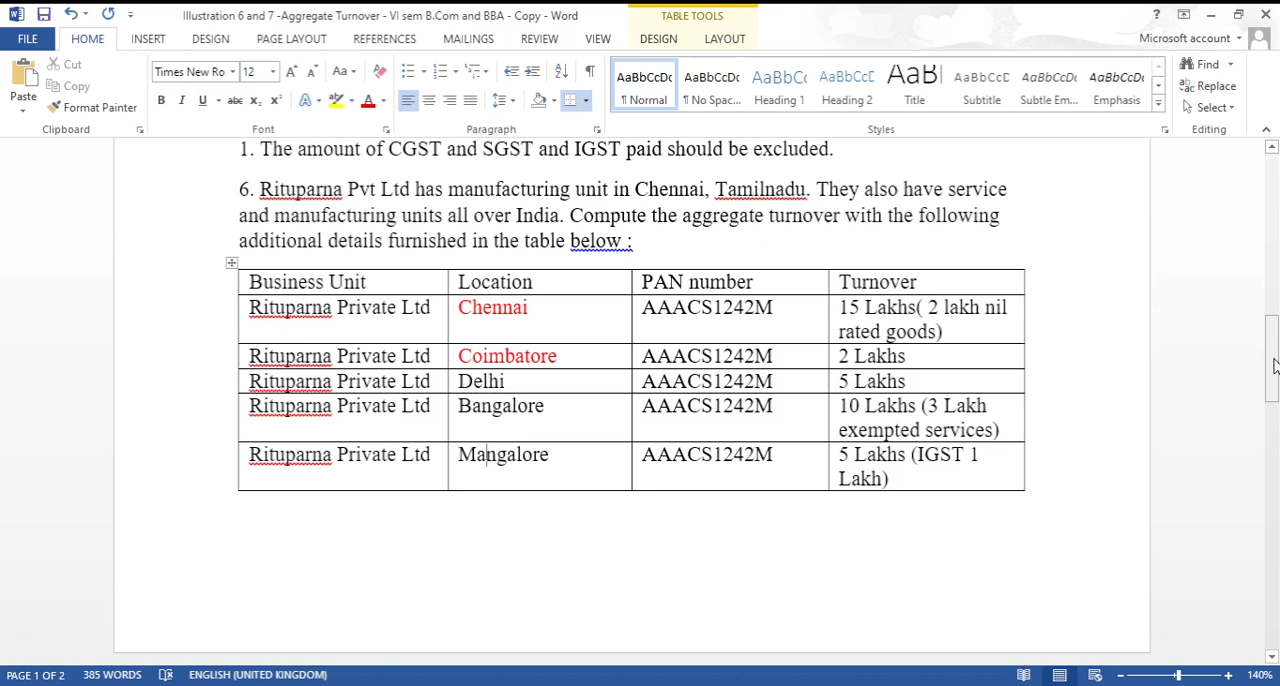 Illustration 6 and 7 -Aggregate Turnover - VI sem B.Com and BBA - Copy - Word
TABLE TOOLS
FILE HOME INSERT DESIGN PAGE LAYOUT REFERENCES MAILINGS REVIEW VIEW DESIGN LAYOUT Microsoft account
Paste
Cut
Copy
Format Painter
Clipboard
Times New Ro 12
Font
Paragraph
AaBbCcDc AaBbCcDc AaBbCc AaBbCc AaB AaBbCcD AaBbCcDc AaBbCcDc
¶ Normal ¶ No Spac... Heading 1 Heading 2 Title Subtitle Subtle Em... Emphasis
Styles
Find
Replace
Select
Editing
1. The amount of CGST and SGST and IGST paid should be excluded.
6. Rituparna Pvt Ltd has manufacturing unit in Chennai, Tamilnadu. They also have service
and manufacturing units all over India. Compute the aggregate turnover with the following
additional details furnished in the table below :
Business Unit Location PAN number Turnover
Rituparna Private Ltd Chennai AAACS1242M 15 Lakhs( 2 lakh nil
rated goods)
Rituparna Private Ltd Coimbatore AAACS1242M 2 Lakhs
Rituparna Private Ltd Delhi AAACS1242M 5 Lakhs
Rituparna Private Ltd Bangalore AAACS1242M 10 Lakhs (3 Lakh
exempted services)
Rituparna Private Ltd Mangalore AAACS1242M 5 Lakhs (IGST 1
Lakh)
PAGE 1 OF 2 385 WORDS ENGLISH (UNITED KINGDOM) 140%